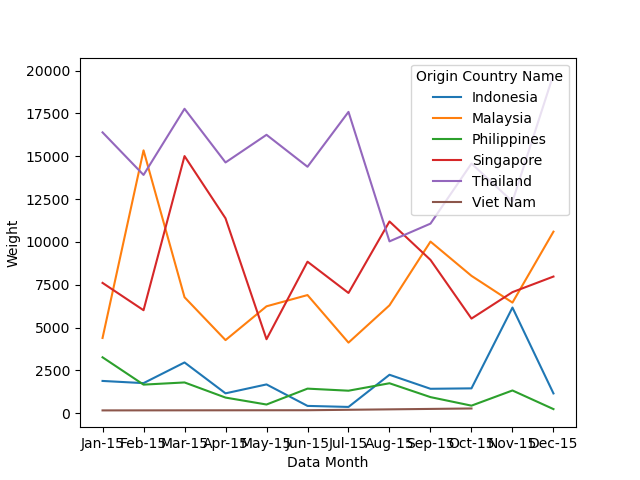 20000
17500
15000
12500
10000
7500
5000
2500
0
Weight
Origin Country Name
Indonesia
Malaysia
Philippines
Singapore
Thailand
Viet Nam
Jan-15 Feb-15 Mar-15 Apr-15 May-15 Jun-15 Jul-15 Aug-15 Sep-15 Oct-15 Nov-15 Dec-15
Data Month